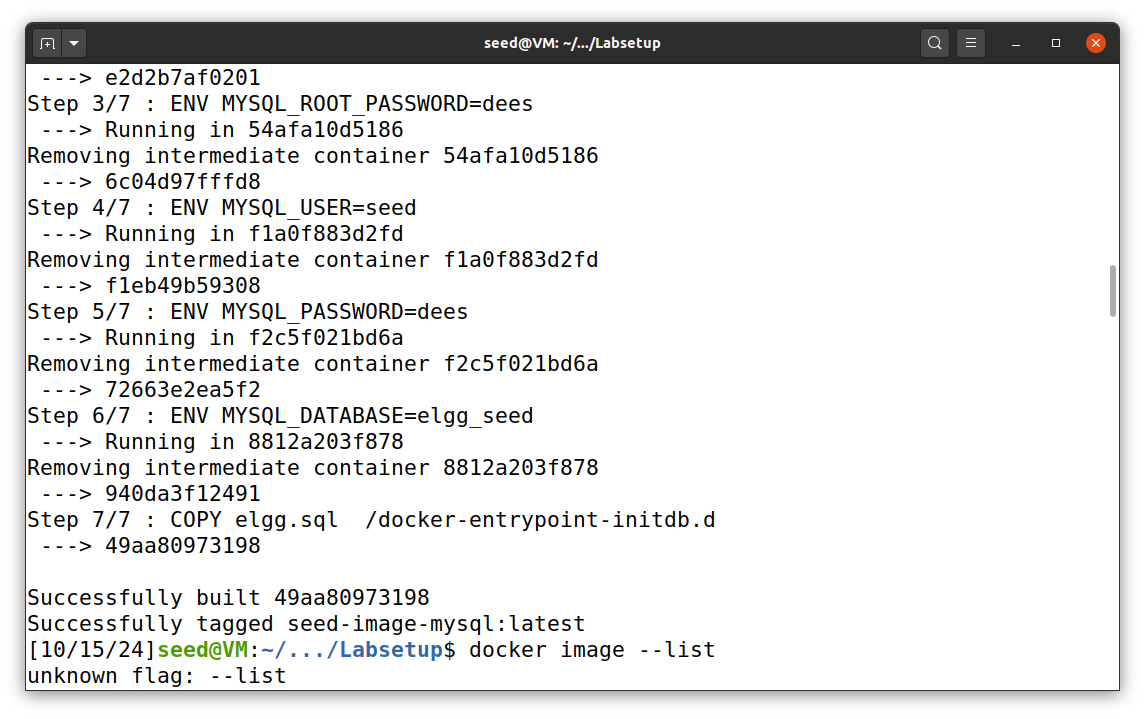 seed@VM: ~/.../Labsetup
 ---> e2d2b7af0201
Step 3/7 : ENV MYSQL_ROOT_PASSWORD=dees
 ---> Running in 54afa10d5186
Removing intermediate container 54afa10d5186
 ---> 6c04d97fffd8
Step 4/7 : ENV MYSQL_USER=seed
 ---> Running in f1a0f883d2fd
Removing intermediate container f1a0f883d2fd
 ---> f1eb49b59308
Step 5/7 : ENV MYSQL_PASSWORD=dees
 ---> Running in f2c5f021bd6a
Removing intermediate container f2c5f021bd6a
 ---> 72663e2ea5f2
Step 6/7 : ENV MYSQL_DATABASE=elgg_seed
 ---> Running in 8812a203f878
Removing intermediate container 8812a203f878
 ---> 940da3f12491
Step 7/7 : COPY elgg.sql  /docker-entrypoint-initdb.d
 ---> 49aa80973198

Successfully built 49aa80973198
Successfully tagged seed-image-mysql:latest
[10/15/24]seed@VM:~/.../Labsetup$ docker image --list
unknown flag: --list